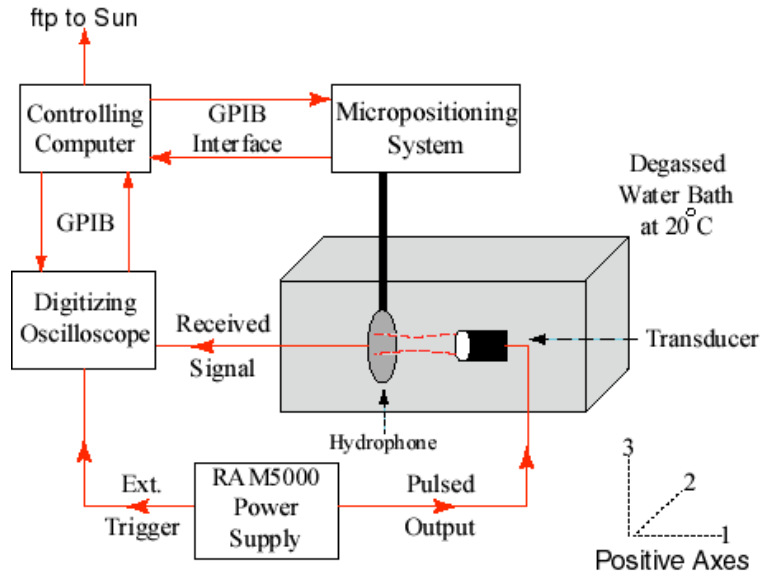 ftp to Sun
Controlling
Computer
GPIB
Interface
Micropositioning
System
Degassed
Water Bath
at 20°C
GPIB
Digitizing
Oscilloscope
Received
Signal
Transducer
Hydrophone
Ext.
Trigger
RAM5000
Power
Supply
Pulsed
Output
3
2
1
Positive Axes